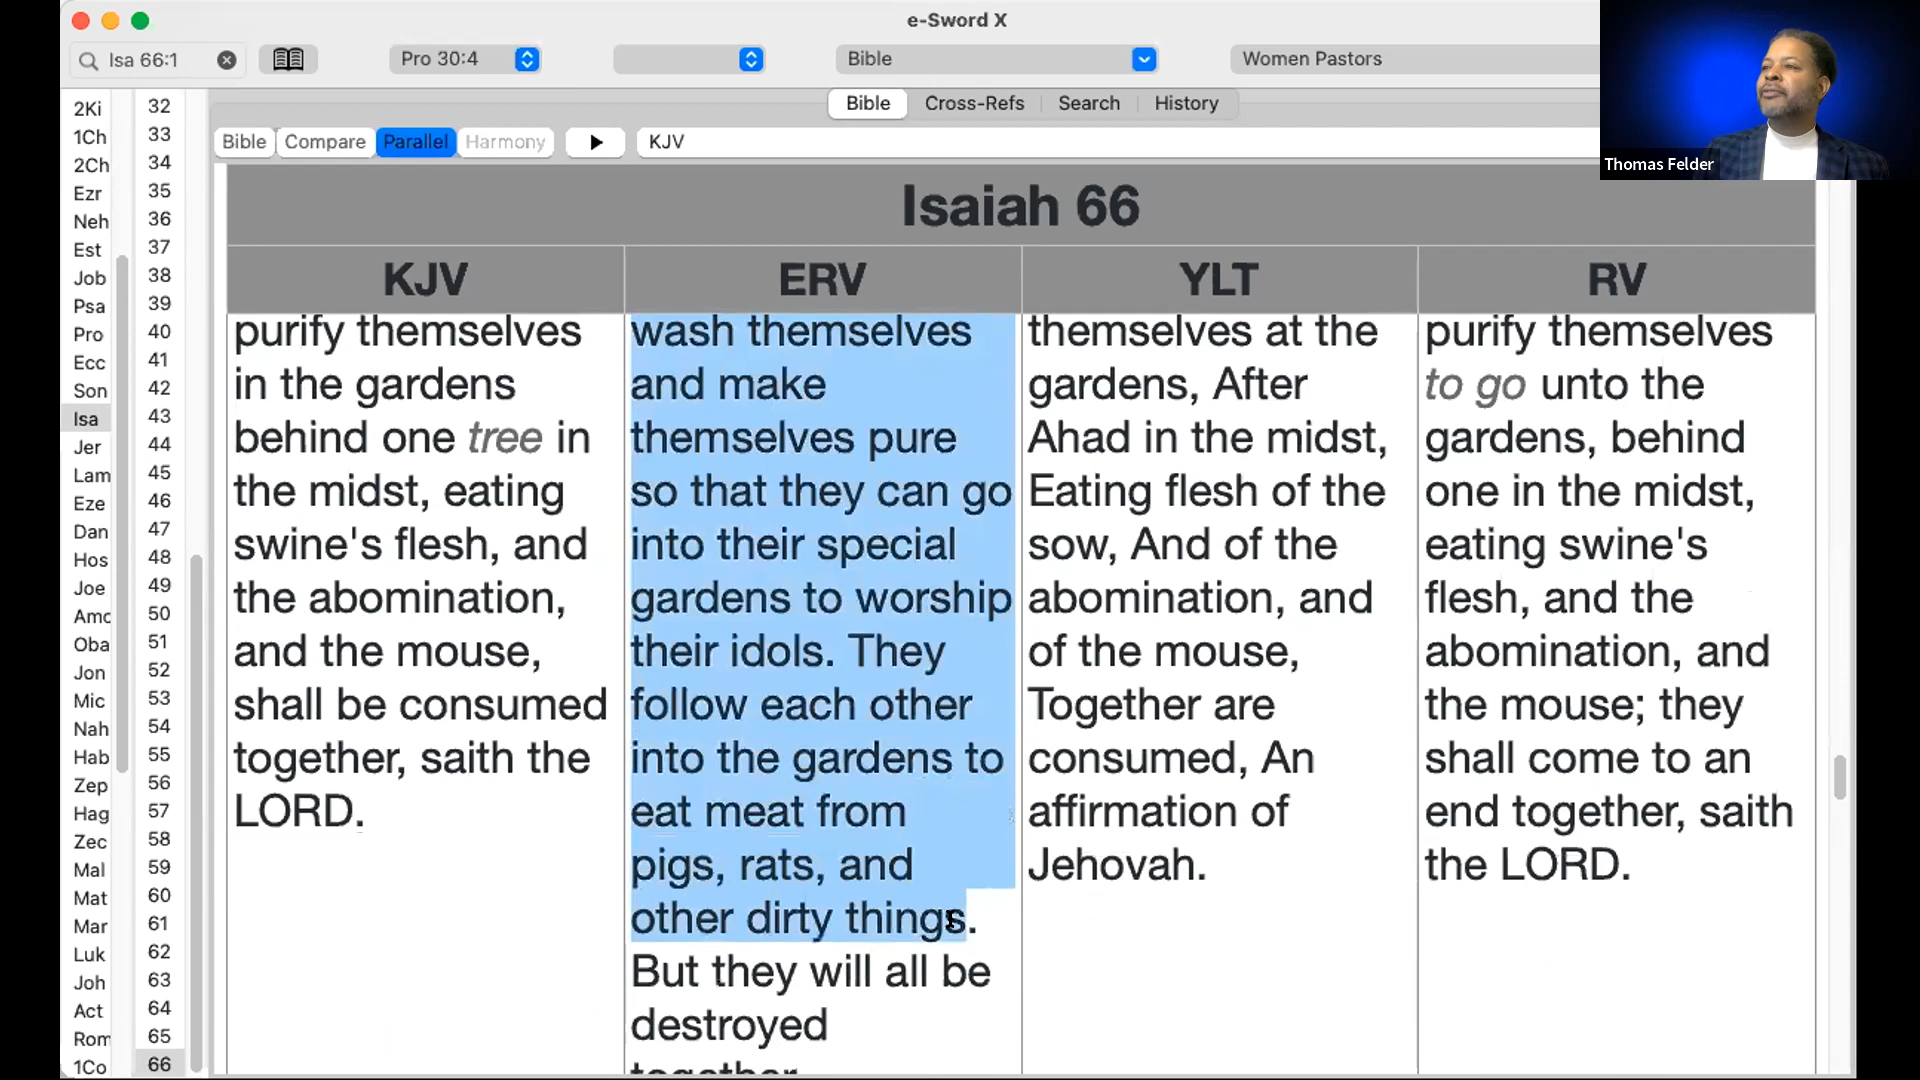 e-Sword X
Isa 66:1
Pro 30:4
Bible
Women Pastors
Bible
Cross-Refs
Search
History
Bible
Compare
Parallel
Harmony
KJV
Thomas Felder
2Ki
1Ch
2Ch
Ezr
Neh
Est
Job
Psa
Pro
Ecc
Son
Isa
Jer
Lam
Eze
Dan
Hos
Joe
Amo
Oba
Jon
Mic
Nah
Hab
Zep
Hag
Zec
Mal
Mat
Mar
Luk
Joh
Act
Rom
1Co
32
33
34
35
36
37
38
39
40
41
42
43
44
45
46
47
48
49
50
51
52
53
54
55
56
57
58
59
60
61
62
63
64
65
66
Isaiah 66
KJV
purify themselves
in the gardens
behind one tree in
the midst, eating
swine's flesh, and
the abomination,
and the mouse,
shall be consumed
together, saith the
LORD.
ERV
wash themselves
and make
themselves pure
so that they can go
into their special
gardens to worship
their idols. They
follow each other
into the gardens to
eat meat from
pigs, rats, and
other dirty things.
But they will all be
destroyed
together
YLT
themselves at the
gardens, After
Ahad in the midst,
Eating flesh of the
sow, And of the
abomination, and
of the mouse,
Together are
consumed, An
affirmation of
Jehovah.
RV
purify themselves
to go unto the
gardens, behind
one in the midst,
eating swine's
flesh, and the
abomination, and
the mouse; they
shall come to an
end together, saith
the LORD.